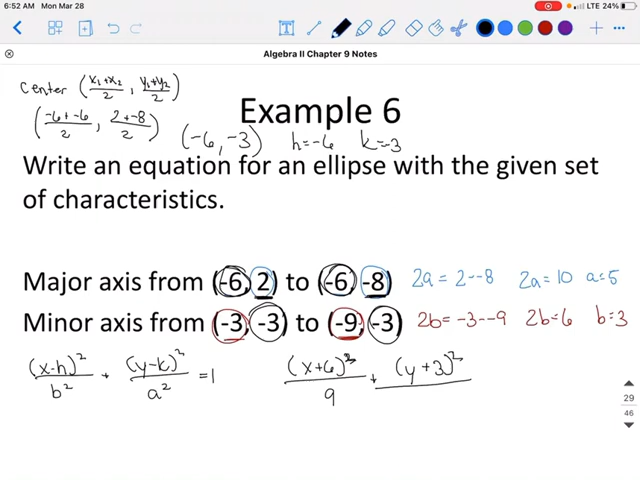 6:52 AM Mon Mar 28
LTE 24%
Algebra II Chapter 9 Notes
Center (x₁+x₂/2, y₁+y₂/2)
(-6+-6/2, 2+-8/2) (-6, -3) h=-6 k=-3
Example 6
Write an equation for an ellipse with the given set
of characteristics.
Major axis from (-6, 2) to (-6, -8) 2a = 2--8 2a = 10 a=5
Minor axis from (-3, -3) to (-9, -3) 2b = -3--9 2b = 6 b = 3
(x-h)²/b² + (y-k)²/a² = 1 (x+6)²/9 + (y+3)²/
29
46